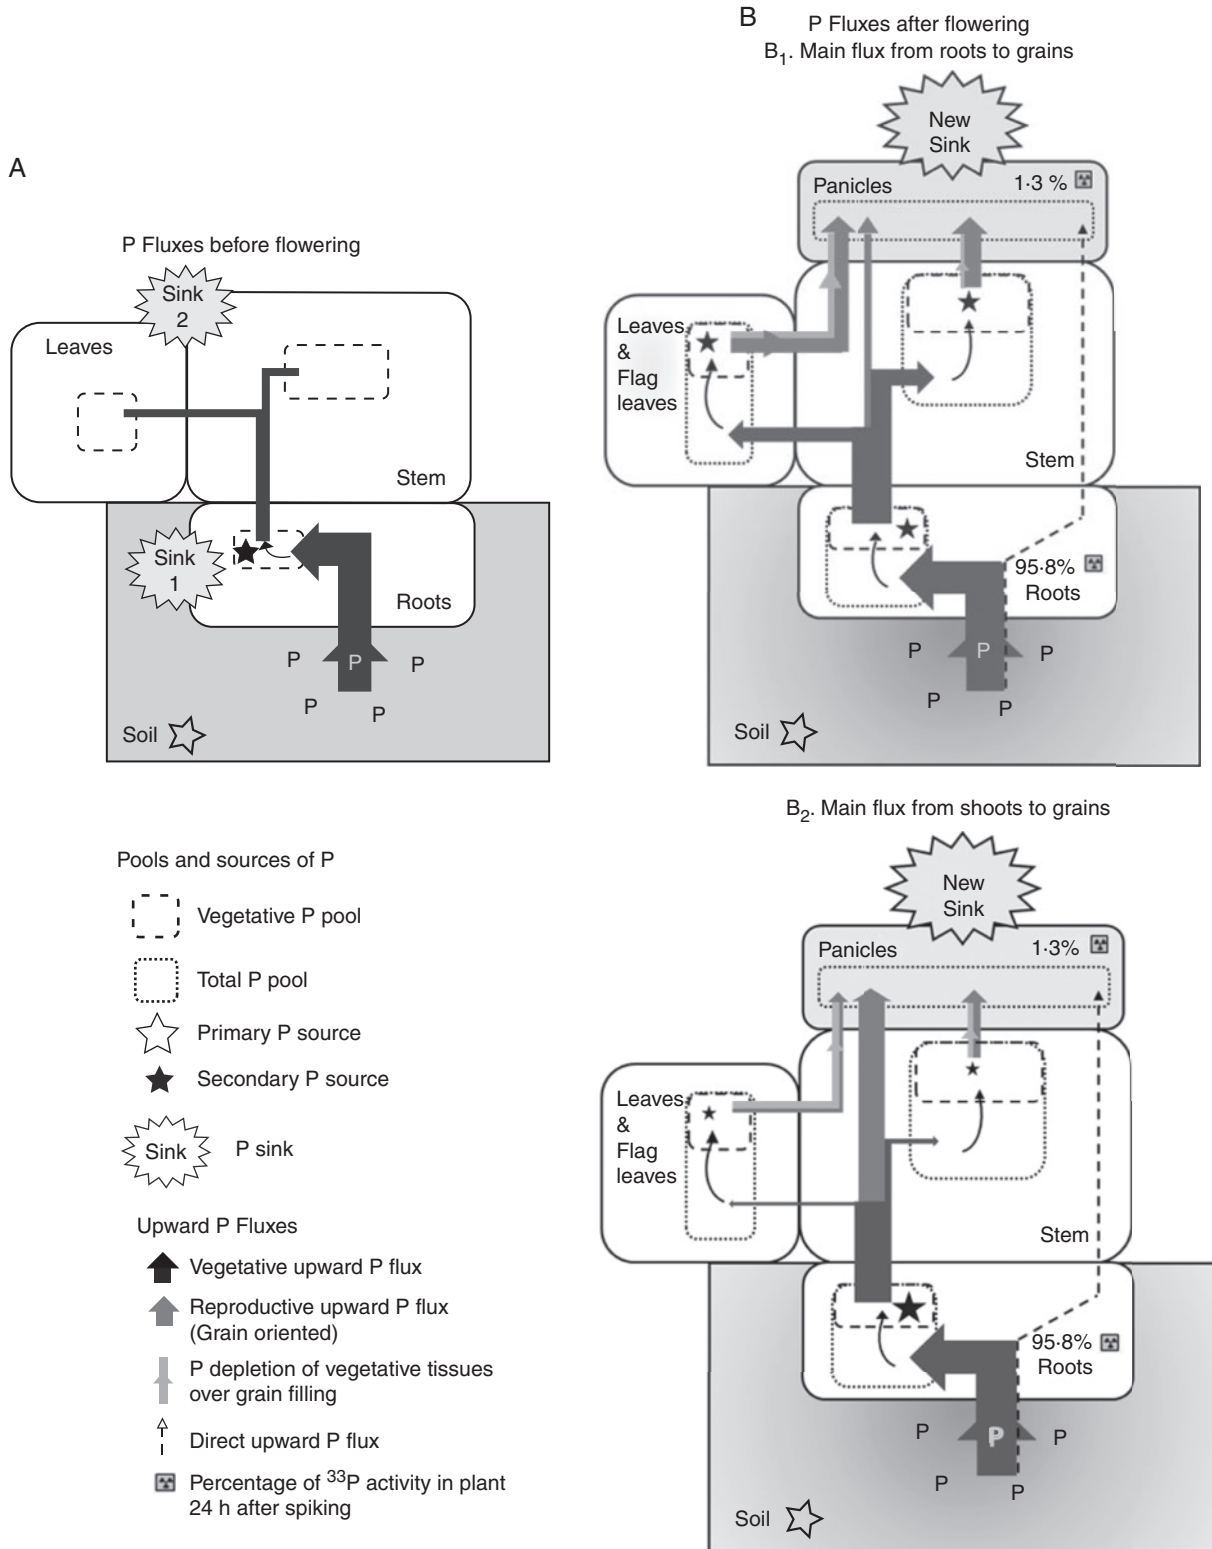 A
P Fluxes before flowering
Sink
2
Leaves
Stem
Sink
1
Roots
P
P
P
P
P
Soil
Pools and sources of P
Vegetative P pool
Total P pool
Primary P source
Secondary P source
Sink
P sink
Upward P Fluxes
Vegetative upward P flux
Reproductive upward P flux
(Grain oriented)
P depletion of vegetative tissues
over grain filling
Direct upward P flux
Percentage of 33P activity in plant
24 h after spiking
B
P Fluxes after flowering
B1. Main flux from roots to grains
New
Sink
Panicles
1·3 %
Leaves
&
Flag
leaves
Stem
95·8%
Roots
P
P
P
P
P
Soil
B2. Main flux from shoots to grains
New
Sink
Panicles
1·3%
Leaves
&
Flag
leaves
Stem
95·8%
Roots
P
P
P
P
P
Soil